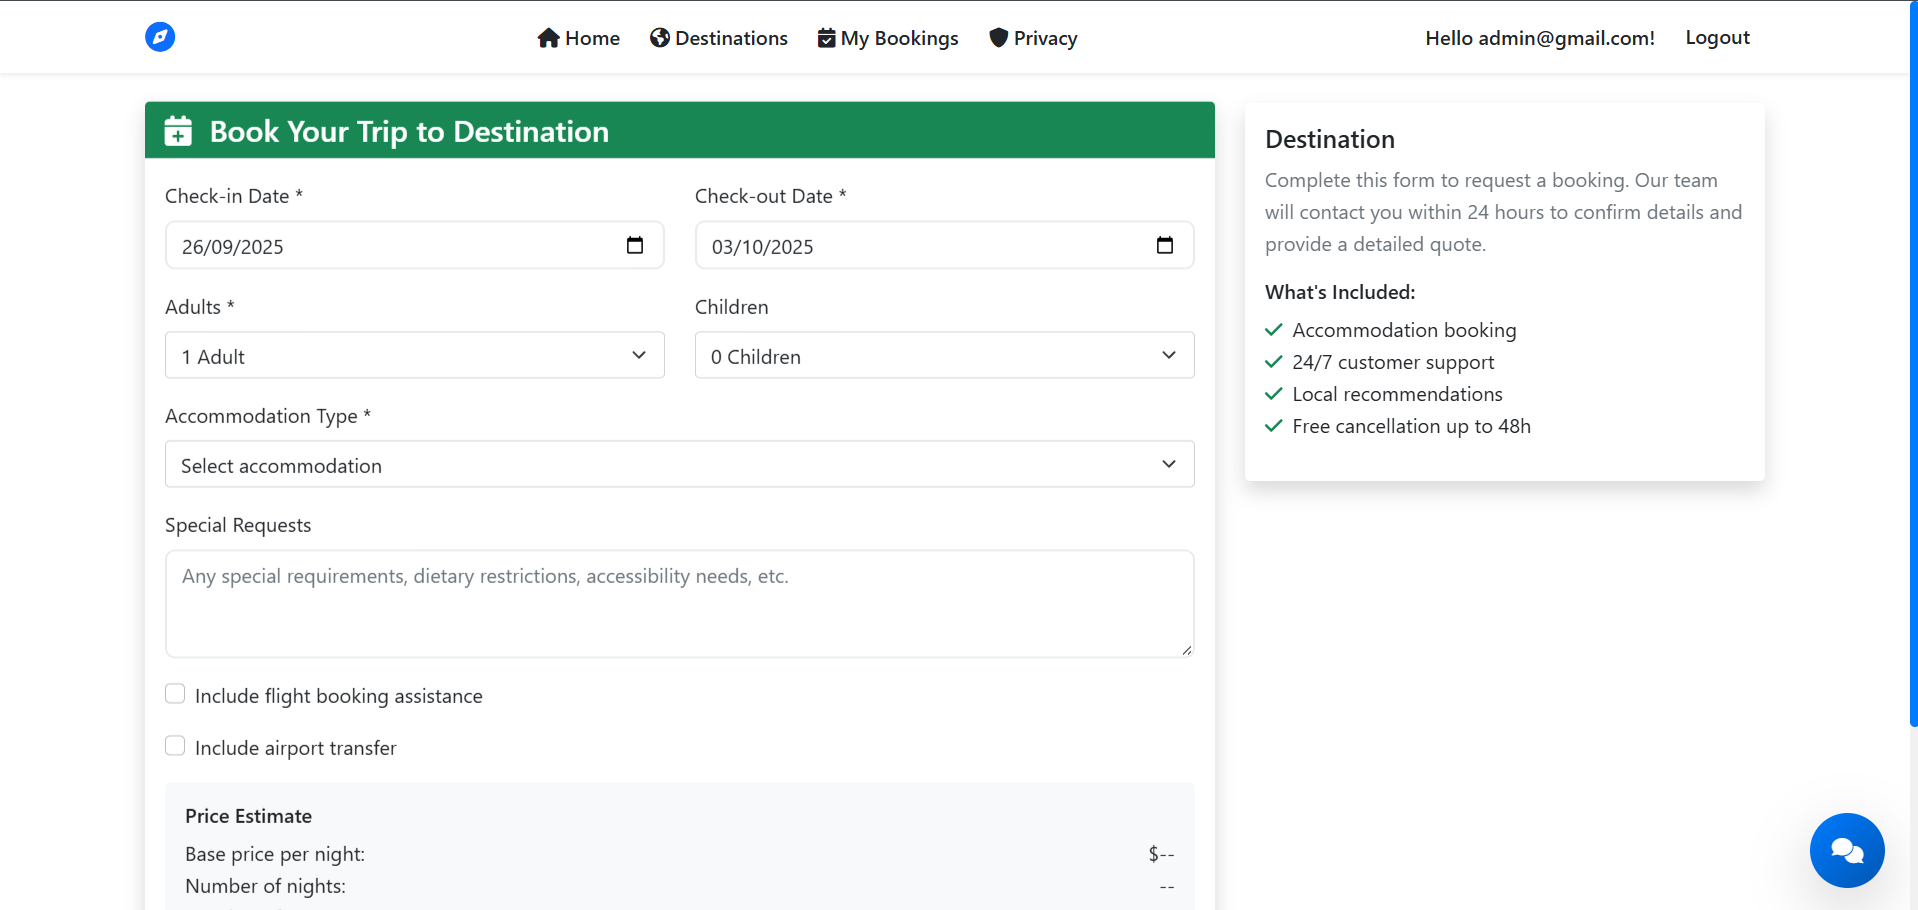 Home Destinations My Bookings Privacy Hello admin@gmail.com! Logout
Book Your Trip to Destination
Check-in Date * Check-out Date *
26/09/2025 03/10/2025
Adults * Children
1 Adult 0 Children
Accommodation Type *
Select accommodation
Special Requests
Any special requirements, dietary restrictions, accessibility needs, etc.
Include flight booking assistance
Include airport transfer
Price Estimate
Base price per night: $--
Number of nights: --
Destination
Complete this form to request a booking. Our team
will contact you within 24 hours to confirm details and
provide a detailed quote.
What's Included:
Accommodation booking
24/7 customer support
Local recommendations
Free cancellation up to 48h